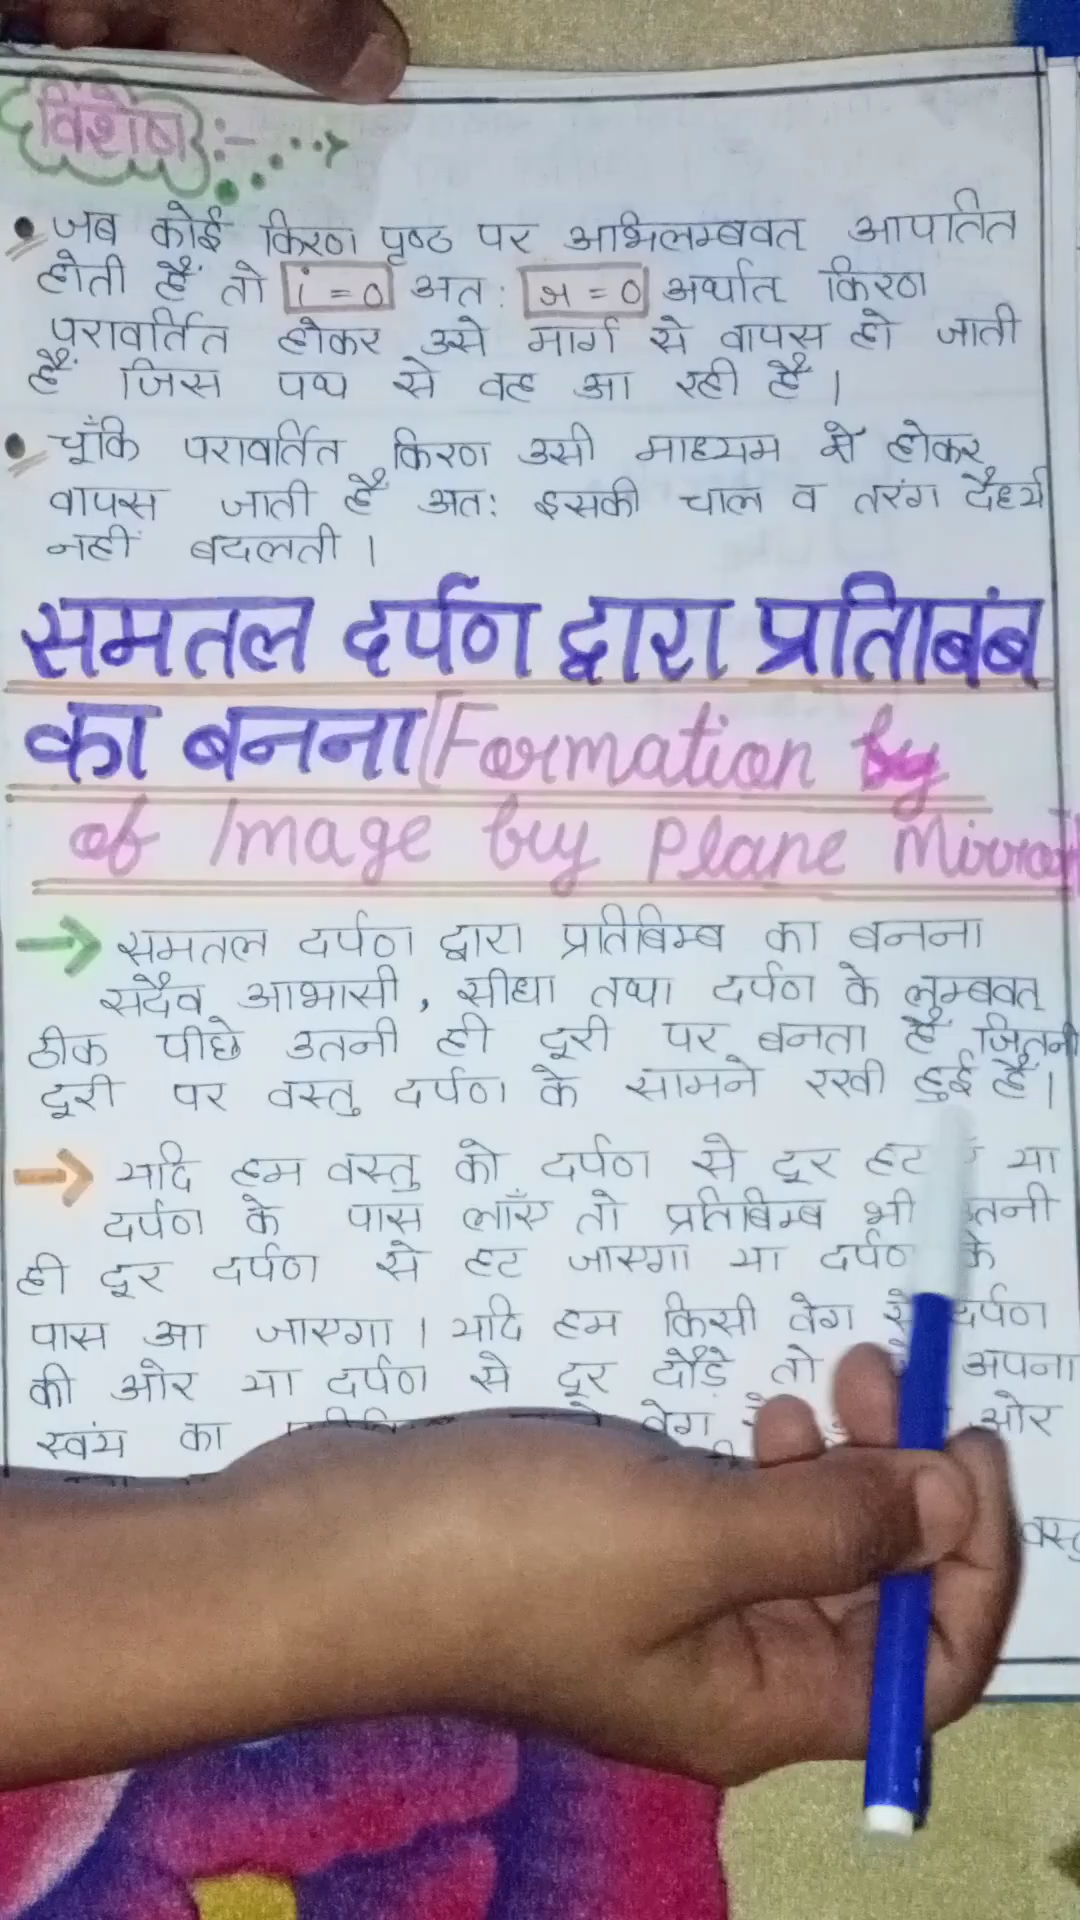 विशेष :-
जब कोई किरण पृष्ठ पर अभिलम्बवत् आपतित
होती हैं तो i = 0 अत: r = 0 अर्थात् किरण
परावर्तित होकर उसे मार्ग से वापस हो जाती
हैं जिस पथ से वह आ रही हैं।
चूँकि परावर्तित किरण उसी माध्यम में होकर
वापस जाती हैं अत: इसकी चाल व तरंग दैर्ध्य
नहीं बदलती।
समतल दर्पण द्वारा प्रतिबिंब
का बनना (Formation by
of Image by Plane Mirror)
समतल दर्पण द्वारा प्रतिबिम्ब का बनना
सदैव आभासी, सीधा तथा दर्पण के लम्बवत्
ठीक पीछे उतनी ही दूरी पर बनता हैं जितनी
दूरी पर वस्तु दर्पण के सामने रखी हुई हैं।
यदि हम वस्तु को दर्पण से दूर या
दर्पण के पास लाएँ तो प्रतिबिम्ब भी
ही दूर दर्पण से हट जाएगा या दर्पण के
पास आ जाएगा। यदि हम किसी वेग से दर्पण
की ओर या दर्पण से दूर दौड़े तो अपना
स्वंय का वेग ओर